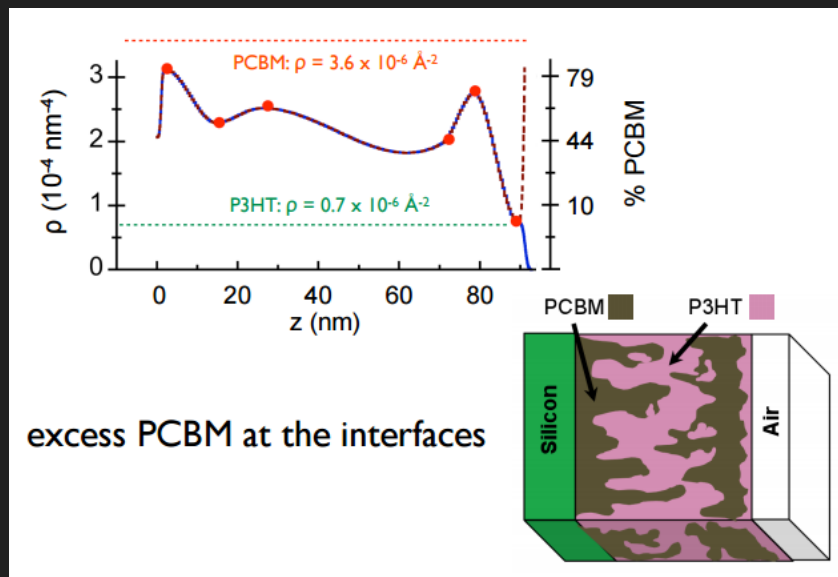 PCBM: ρ = 3.6 x 10⁻⁶ Å⁻²
3
2
1
0
ρ (10⁻⁴ nm⁻⁴)
79
44
10
% PCBM
P3HT: ρ = 0.7 x 10⁻⁶ Å⁻²
0 20 40 60 80
z (nm)
PCBM P3HT
Silicon
Air
excess PCBM at the interfaces